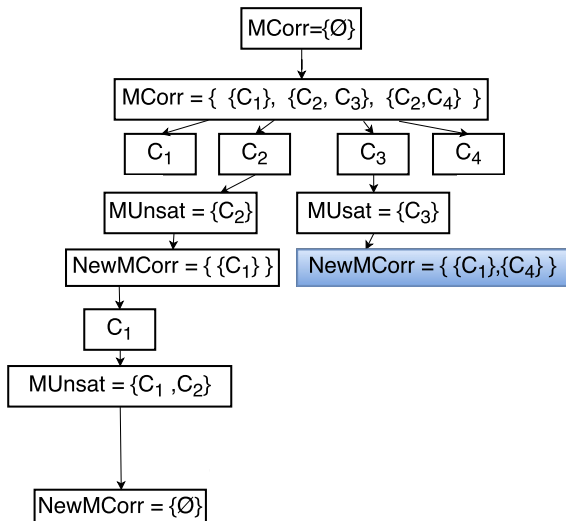 MCorr={Ø}
MCorr = { {C₁}, {C₂, C₃}, {C₂,C₄} }
C₁ C₂ C₃ C₄
MUnsat = {C₂} MUsat = {C₃}
NewMCorr = { {C₁} } NewMCorr = { {C₁},{C₄} }
C₁
MUnsat = {C₁ ,C₂}
NewMCorr = {Ø}